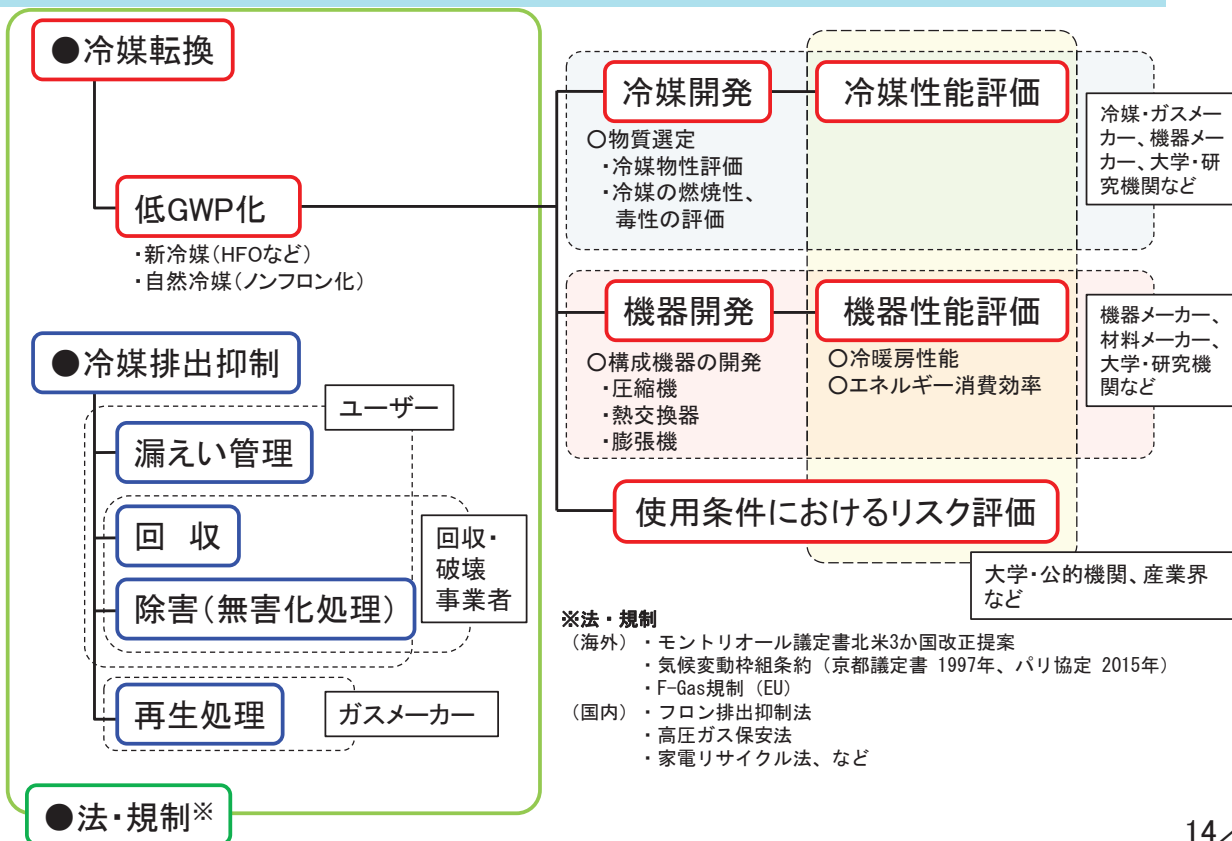 ●冷媒転換
低GWP化
・新冷媒(HFOなど)
・自然冷媒(ノンフロン化)
●冷媒排出抑制
ユーザー
漏えい管理
回　収
除害(無害化処理)
回収・
破壊
事業者
再生処理
ガスメーカー
●法・規制※
冷媒開発
〇物質選定
・冷媒物性評価
・冷媒の燃焼性、
毒性の評価
冷媒性能評価
冷媒・ガスメー
カー、機器メー
カー、大学・研
究機関など
機器開発
〇構成機器の開発
・圧縮機
・熱交換器
・膨張機
機器性能評価
〇冷暖房性能
〇エネルギー消費効率
機器メーカー、
材料メーカー、
大学・研究機
関など
使用条件におけるリスク評価
大学・公的機関、産業界
など
※法・規制
（海外）・モントリオール議定書北米3か国改正提案
・気候変動枠組条約（京都議定書 1997年、パリ協定 2015年）
・F-Gas規制（EU）
（国内）・フロン排出抑制法
・高圧ガス保安法
・家電リサイクル法、など
14／